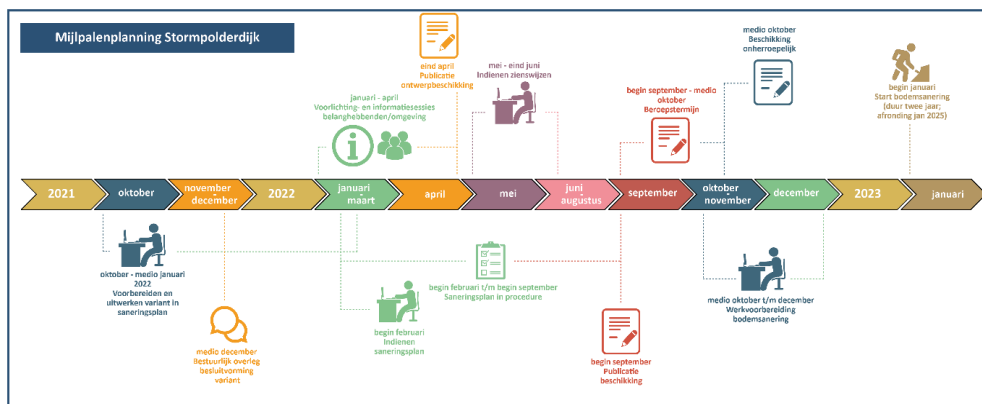 Mijlpalenplanning Stormpolderdijk
eind april
Publicatie
ontwerpbeschikking
januari - april
Voorlichting- en informatiesessies
belanghebbenden/omgeving
mei - eind juni
Indienen zienswijzen
begin september - medio
oktober
Beroeptermijn
medio oktober
Beschikking
onherroepelijk
begin januari
Start bodemsanering
(duur twee jaar;
afronding jan 2025)
2021
oktober
november
- december
2022
januari
- maart
april
mei
juni
- augustus
september
oktober
- november
december
2023
januari
oktober - medio januari
2022
Voorbereiden en
uitwerken variant in
saneringsplan
medio december
Bestuurlijk overleg
besluitvorming
variant
begin februari
Indienen
saneringsplan
begin februari t/m begin september
Saneringsplan in procedure
begin september
Publicatie
beschikking
medio oktober t/m december
Werkvoorbereiding
bodemsanering